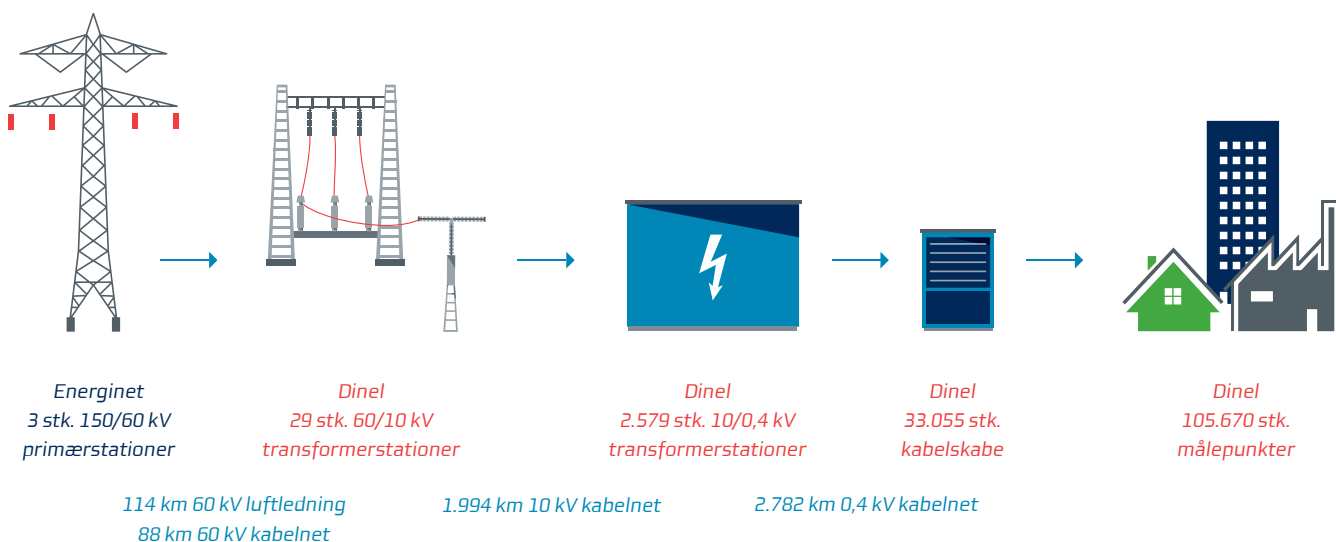 Energinet
3 stk. 150/60 kV
primærstationer
Dinel
29 stk. 60/10 kV
transformerstationer
Dinel
2.579 stk. 10/0,4 kV
transformerstationer
Dinel
33.055 stk.
kabelskabe
Dinel
105.670 stk.
målepunkter
114 km 60 kV luftledning
88 km 60 kV kabelnet
1.994 km 10 kV kabelnet
2.782 km 0,4 kV kabelnet